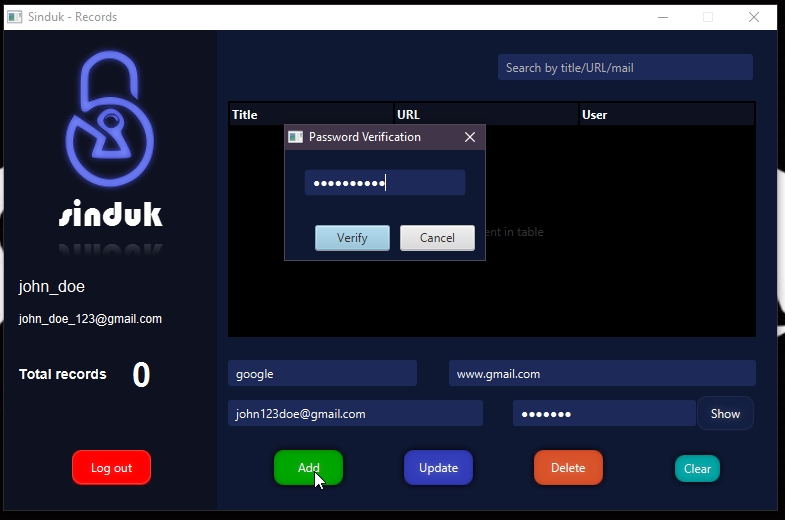 Sinduk - Records
Search by title/URL/mail
Title URL User
Password Verification
Verify Cancel
ent in table
sinduk
john_doe
john_doe_123@gmail.com
Total records 0
google www.gmail.com
john123doe@gmail.com Show
Log out Add Update Delete Clear